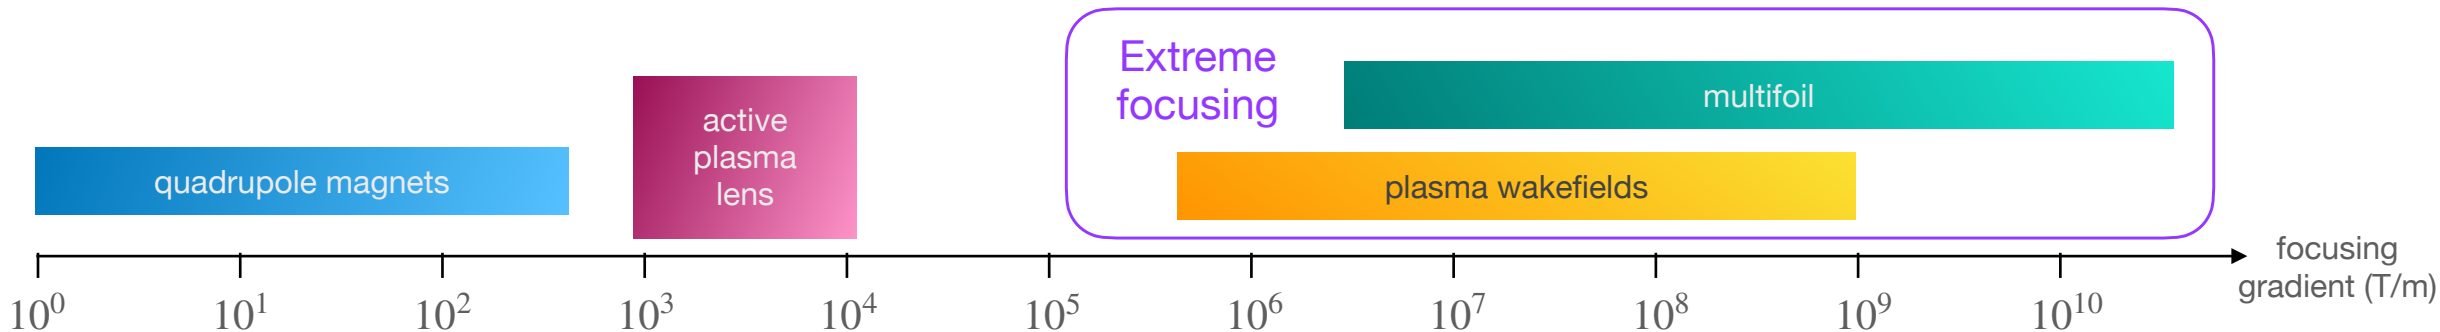 Extreme
focusing
multifoil
active
plasma
lens
quadrupole magnets
plasma wakefields
focusing
gradient (T/m)
10⁰ 10¹ 10² 10³ 10⁴ 10⁵ 10⁶ 10⁷ 10⁸ 10⁹ 10¹⁰